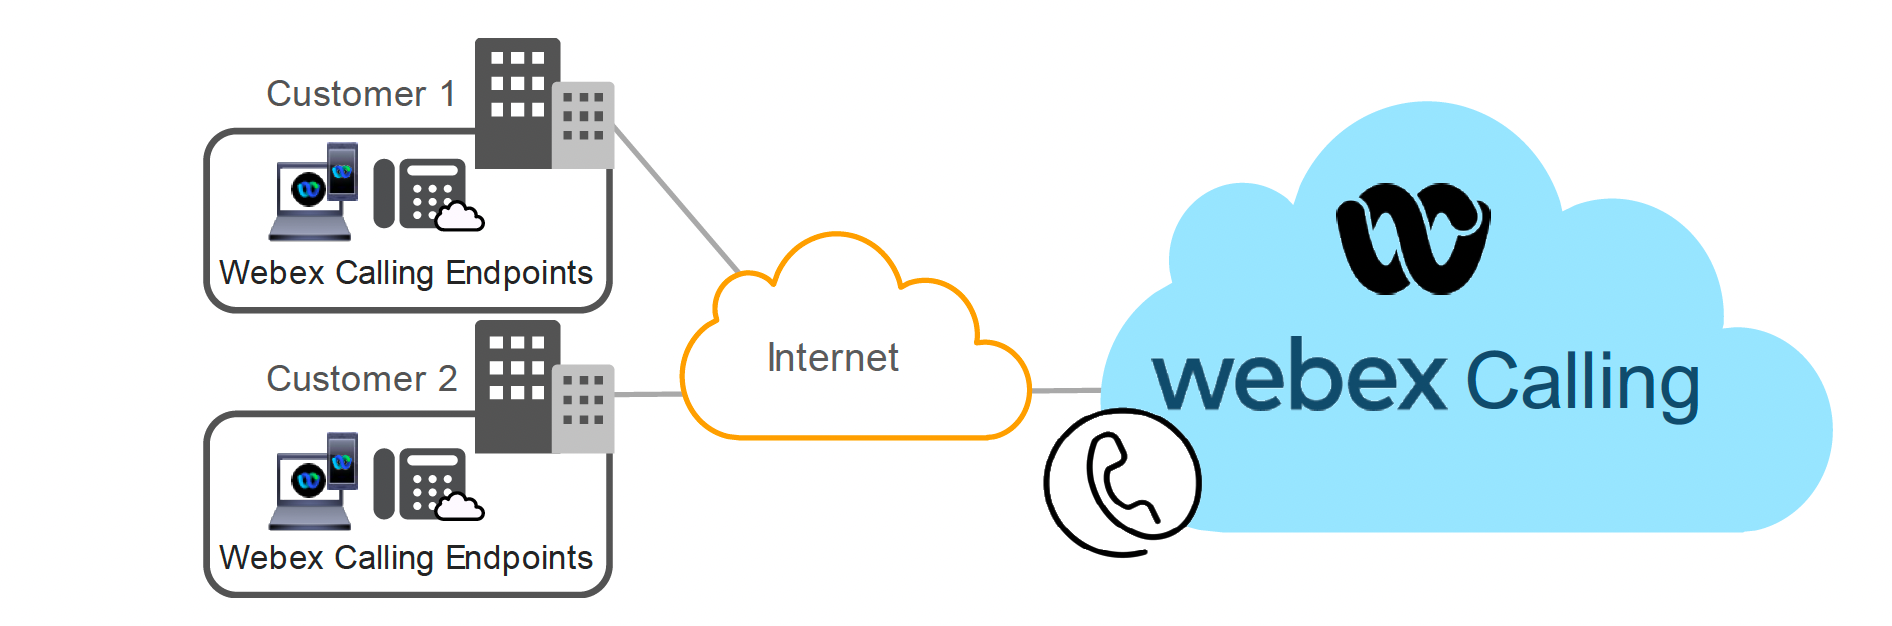 Customer 1
Webex Calling Endpoints
Customer 2
Webex Calling Endpoints
Internet
webex Calling